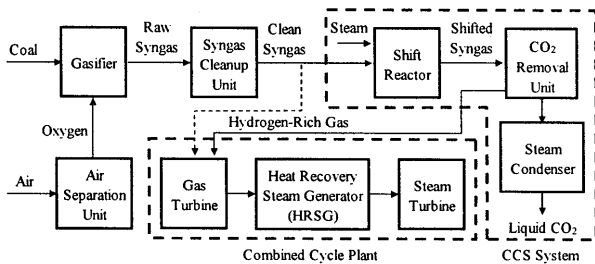 Coal
Gasifier
Raw
Syngas
Syngas
Cleanup
Unit
Clean
Syngas
Steam
Shift
Reactor
Shifted
Syngas
CO₂
Removal
Unit
Oxygen
Hydrogen-Rich Gas
Air
Air
Separation
Unit
Gas
Turbine
Heat Recovery
Steam Generator
(HRSG)
Steam
Turbine
Steam
Condenser
Liquid CO₂
Combined Cycle Plant
CCS System